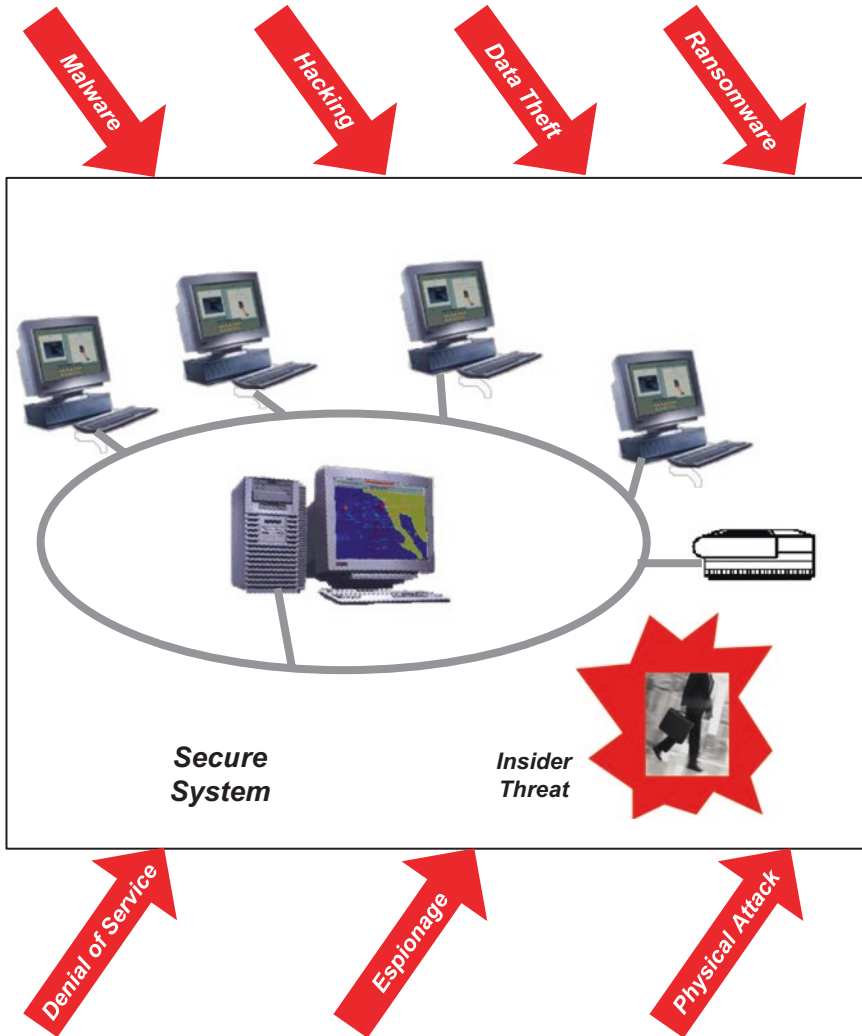 Malware
Hacking
Data Theft
Ransomware
Secure
System
Insider
Threat
Denial of Service
Espionage
Physical Attack